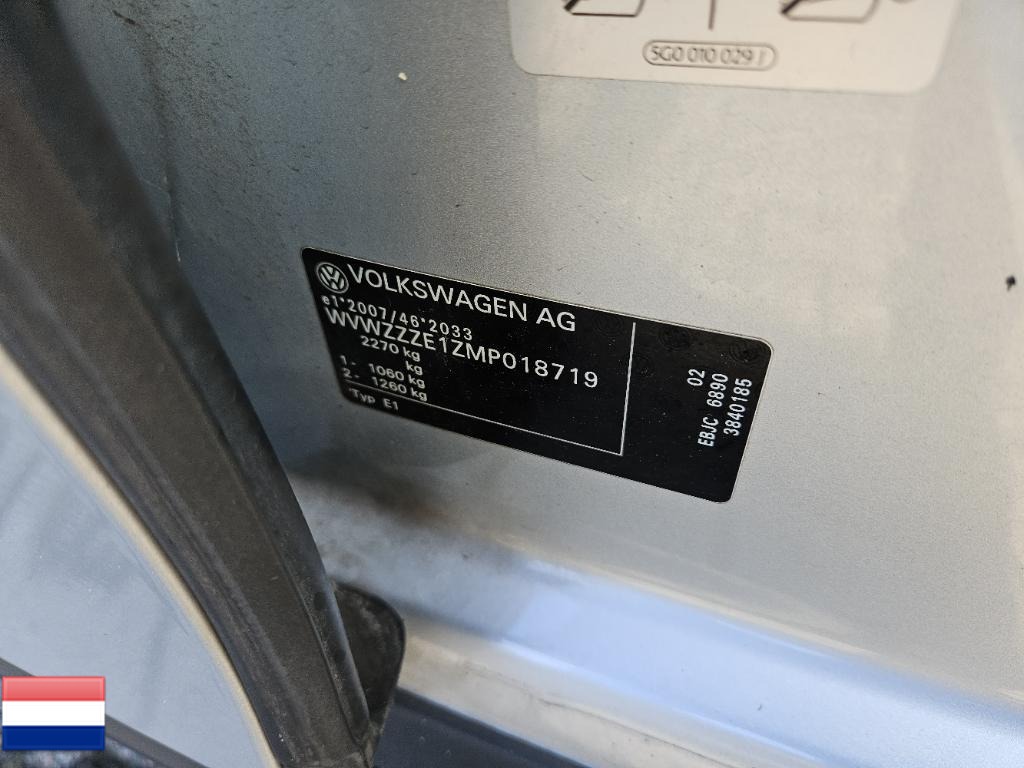 5G0 010 029 T
VOLKSWAGEN AG
e1*2007/46*2033
WVWZZZE1ZMP018719
2270 kg
kg
1.- 1060 kg
2.- 1260 kg
Typ E1
02
EBJC 6890
3840185